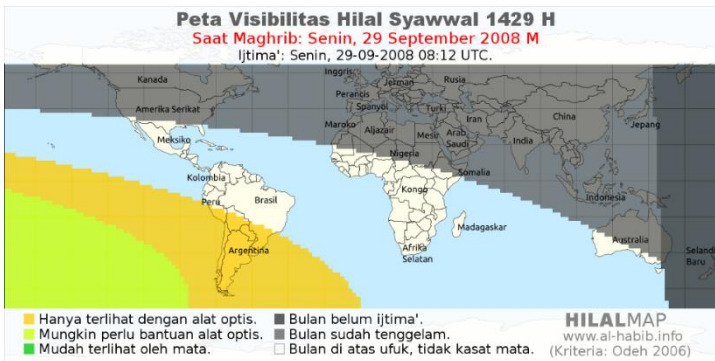 Peta Visibilitas Hilal Syawwal 1429 H
Saat Maghrib: Senin, 29 September 2008 M
Ijtima': Senin, 29-09-2008 08:12 UTC.
Kanada
Inggris
Jerman
Rusia
Perancis
Amerika Serikat
Spanyol
Turki
China
Jepang
Maroko
Aljazair
Mesir
Arab
Saudi
Iran
India
Meksiko
Nigeria
Somalia
Kolombia
Kongo
Indonesia
Peru
Brasil
Madagaskar
Argentina
Afrika
Selatan
Australia
Selandi
Baru
Hanya terlihat dengan alat optis.
Mungkin perlu bantuan alat optis.
Mudah terlihat oleh mata.
Bulan belum ijtima'.
Bulan sudah tenggelam.
Bulan di atas ufuk, tidak kasat mata.
HILALMAP
www.al-habib.info
(Kriteria: Odeh 2006)